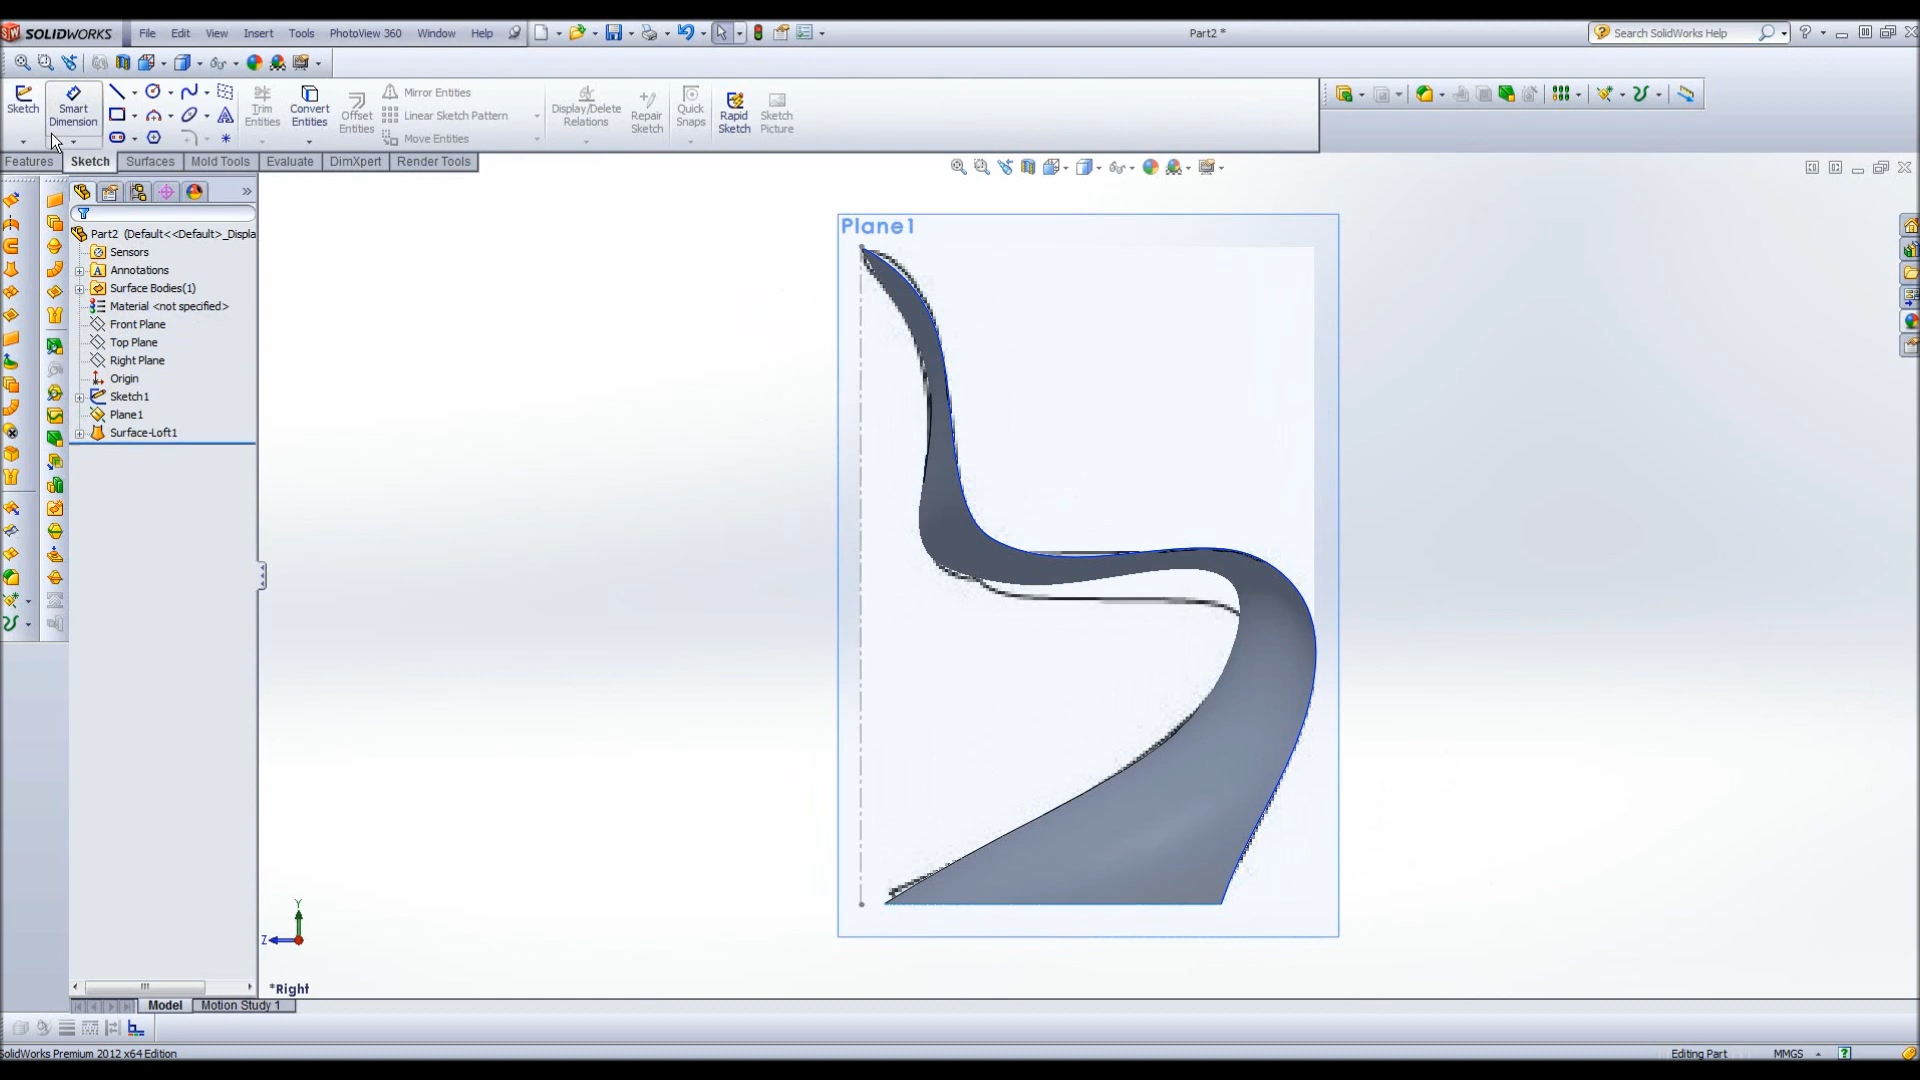 SOLIDWORKS File Edit View Insert Tools PhotoView 360 Window Help Part2 * Search SolidWorks Help
Sketch Smart Dimension Trim Entities Convert Entities Offset Entities Mirror Entities Linear Sketch Pattern Move Entities Display/Delete Relations Repair Sketch Quick Snaps Rapid Sketch Sketch Picture
Features Sketch Surfaces Mold Tools Evaluate DimXpert Render Tools
Part2 (Default<<Default>_Displa
Sensors
Annotations
Surface Bodies(1)
Material <not specified>
Front Plane
Top Plane
Right Plane
Origin
Sketch1
Plane1
Surface-Loft1
Plane1
Y
Z
*Right
Model Motion Study 1
SolidWorks Premium 2012 x64 Edition Editing Part MMGS